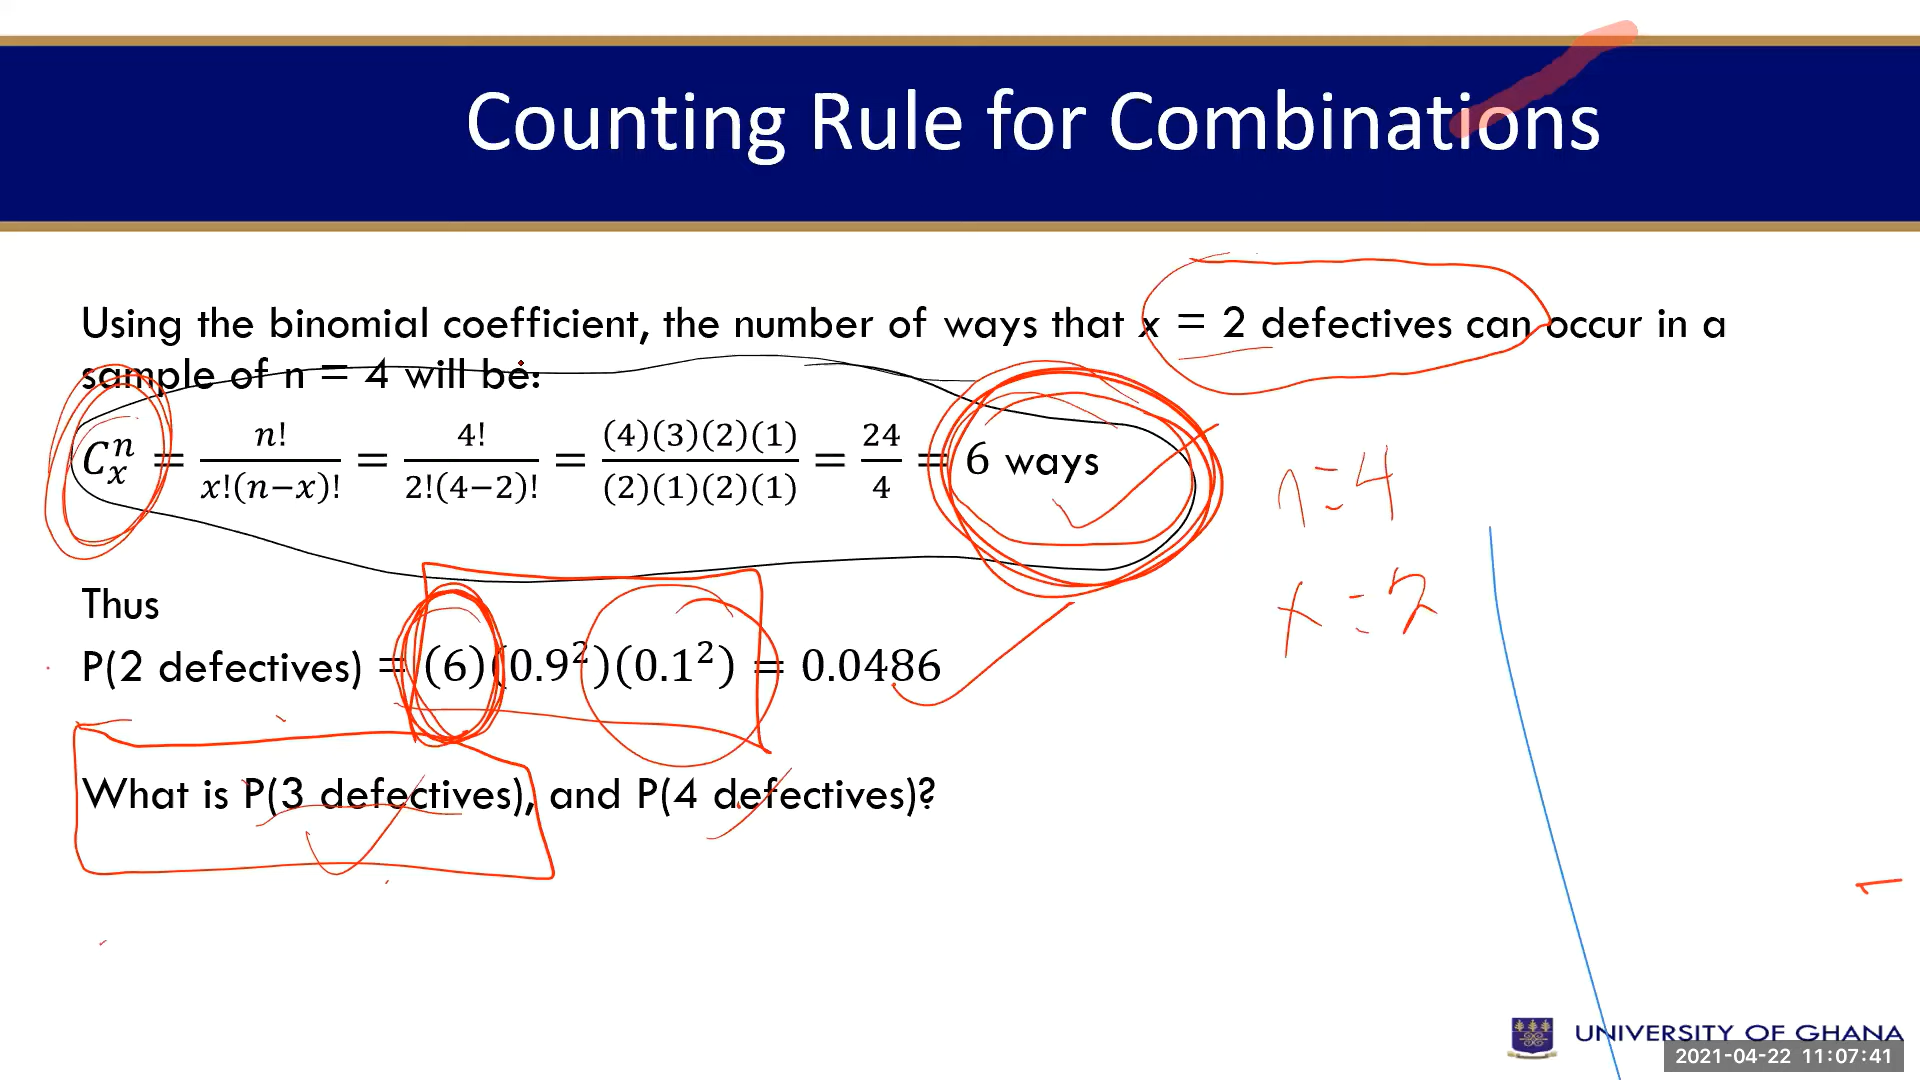 Counting Rule for Combinations
Using the binomial coefficient, the number of ways that x = 2 defectives can occur in a
sample of n = 4 will be:
C^n_x = n!/x!(n−x)! = 4!/2!(4−2)! = (4)(3)(2)(1)/(2)(1)(2)(1) = 24/4 = 6 ways
n=4
x=2
Thus
P(2 defectives) = (6)(0.9²)(0.1²) = 0.0486
What is P(3 defectives), and P(4 defectives)?
UNIVERSITY OF GHANA
2021-04-22 11:07:41